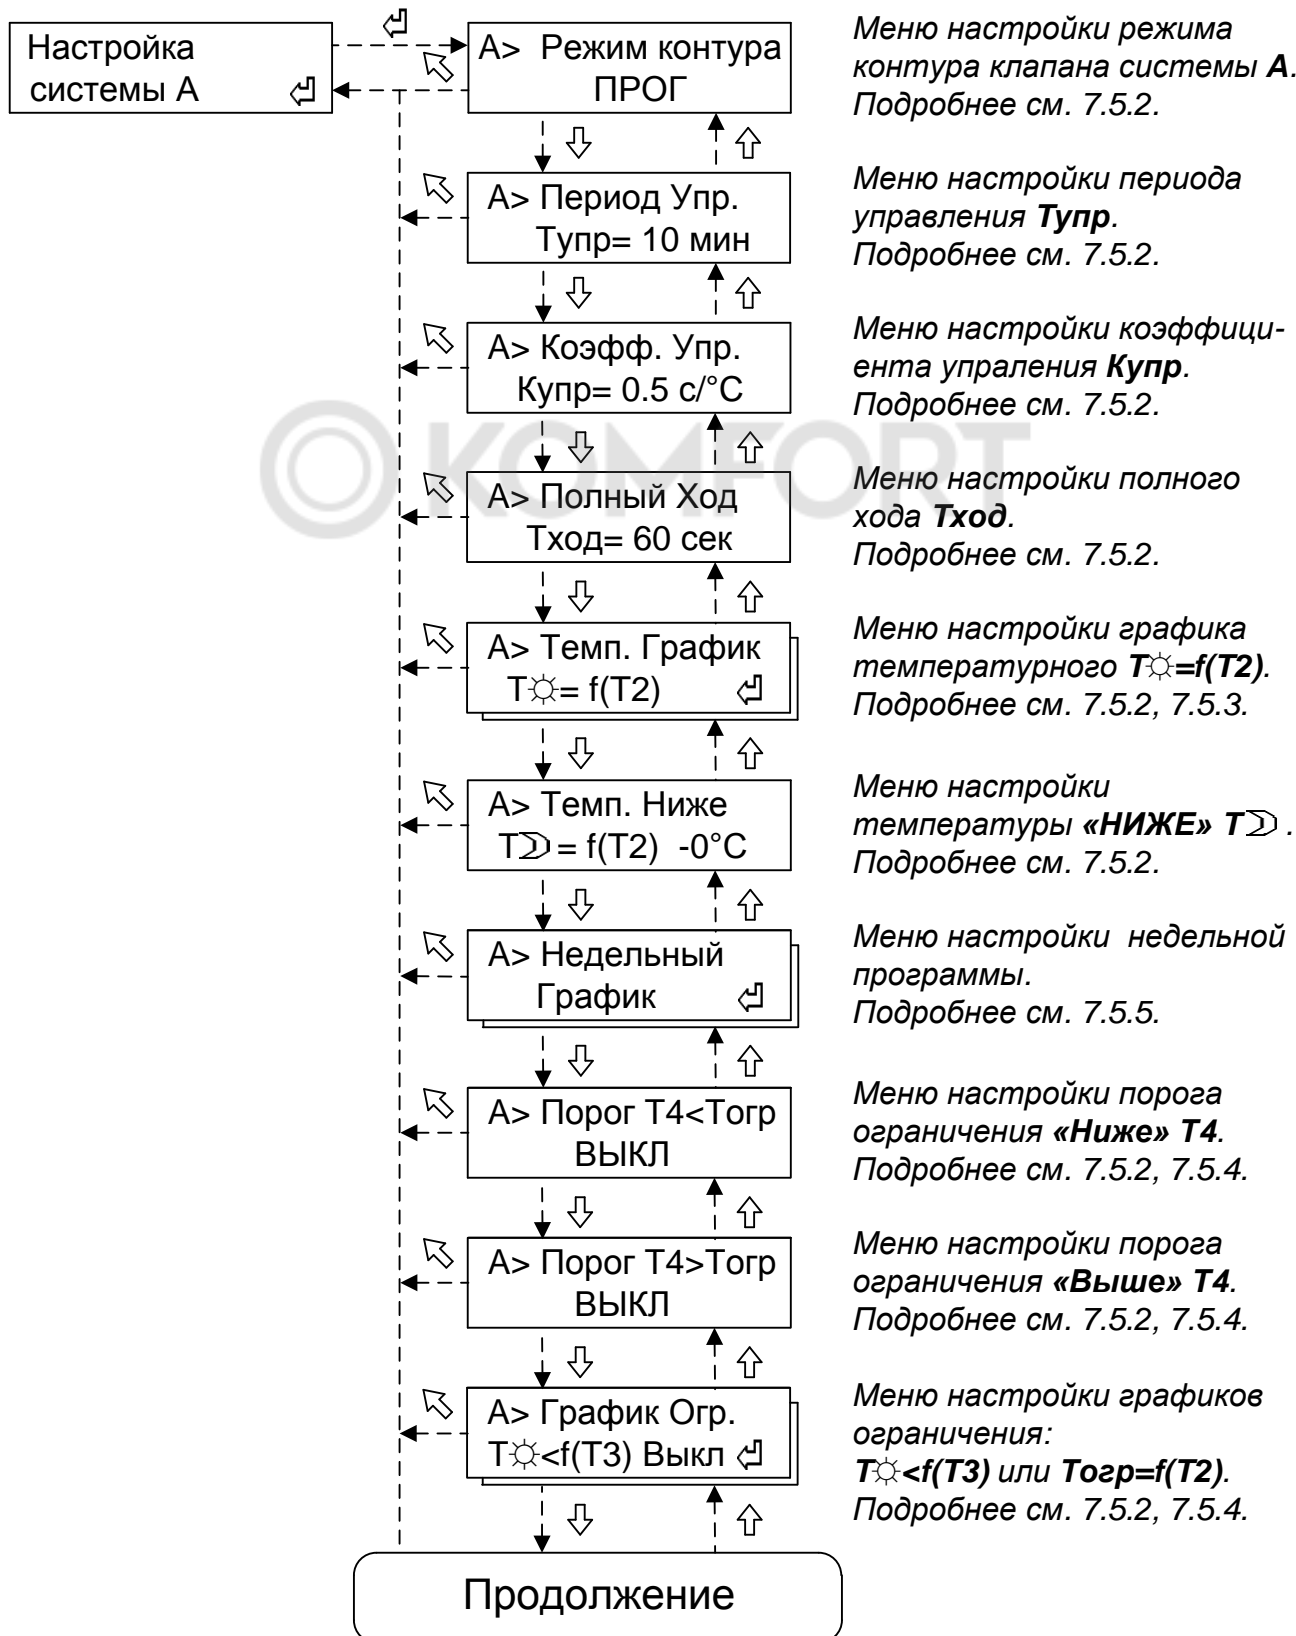 Настройка
системы А
А> Режим контура
ПРОГ
Меню настройки режима
контура клапана системы А.
Подробнее см. 7.5.2.
А> Период Упр.
Тупр= 10 мин
Меню настройки периода
управления Тупр.
Подробнее см. 7.5.2.
А> Коэфф. Упр.
Купр= 0.5 с/°С
Меню настройки коэффици-
ента упраления Купр.
Подробнее см. 7.5.2.
KOMFORT
А> Полный Ход
Тход= 60 сек
Меню настройки полного
хода Тход.
Подробнее см. 7.5.2.
А> Темп. График
Т☼= f(Т2)
Меню настройки графика
температурного Т☼=f(Т2).
Подробнее см. 7.5.2, 7.5.3.
А> Темп. Ниже
Т☽= f(Т2) -0°С
Меню настройки
температуры «НИЖЕ» Т☽.
Подробнее см. 7.5.2.
А> Недельный
График
Меню настройки недельной
программы.
Подробнее см. 7.5.5.
А> Порог Т4<Тогр
ВЫКЛ
Меню настройки порога
ограничения «Ниже» Т4.
Подробнее см. 7.5.2, 7.5.4.
А> Порог Т4>Тогр
ВЫКЛ
Меню настройки порога
ограничения «Выше» Т4.
Подробнее см. 7.5.2, 7.5.4.
А> График Огр.
Т☼<f(Т3) Выкл
Меню настройки графиков
ограничения:
Т☼<f(Т3) или Тогр=f(Т2).
Подробнее см. 7.5.2, 7.5.4.
Продолжение